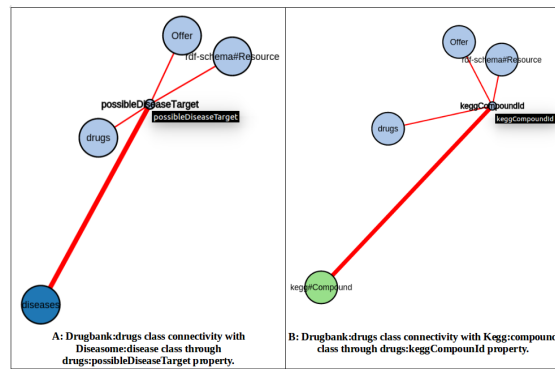 Offer
rdf-schema#Resource
possibleDiseaseTarget
possibleDiseaseTarget
drugs
diseases
A: Drugbank:drugs class connectivity with
Diseasome:disease class through
drugs:possibleDiseaseTarget property.
Offer
rdf-schema#Resource
keggCompoundId
keggCompoundId
drugs
kegg#Compound
B: Drugbank:drugs class connectivity with Kegg:compound
class through drugs:keggCompounId property.